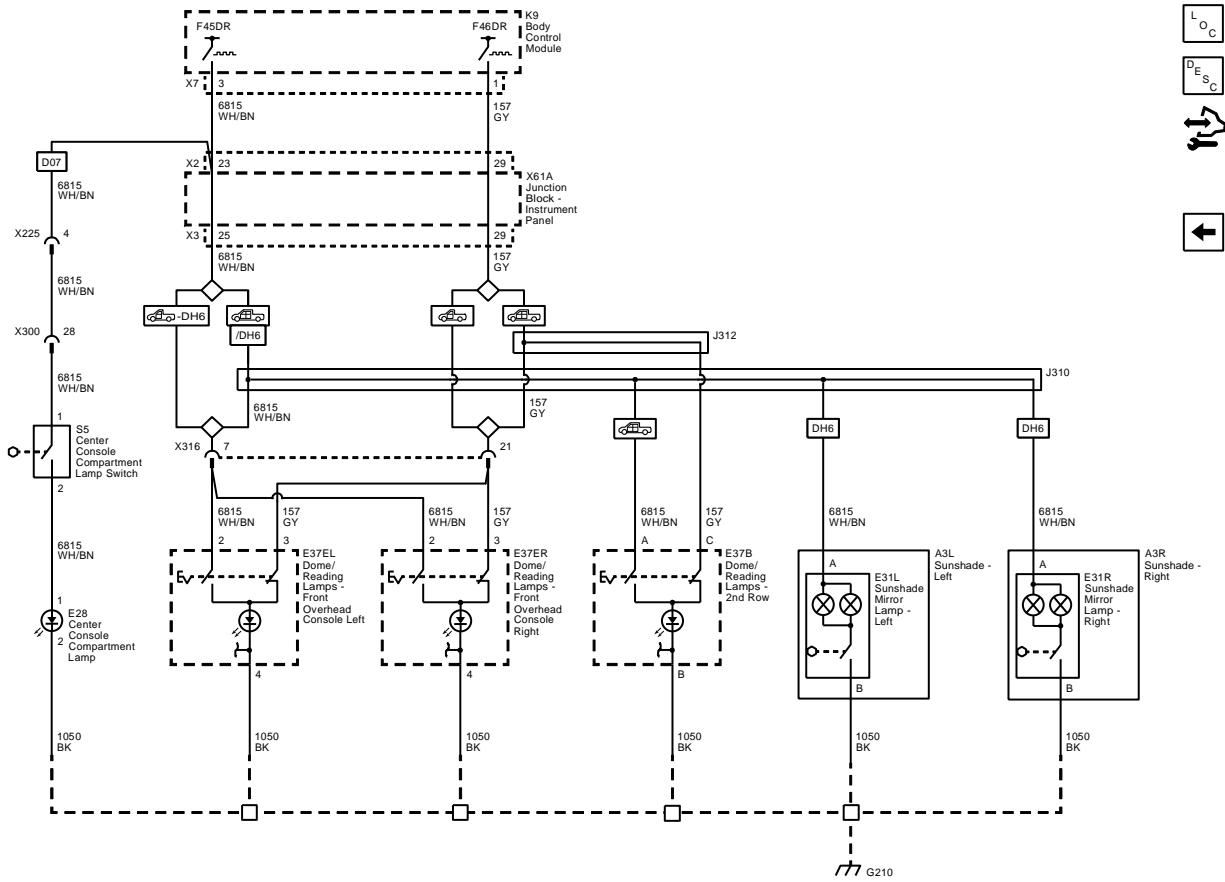 K9
Body
Control
Module
F45DR
F46DR
X7
3
1
6815
WH/BN
157
GY
L
O
C
D
E
S
C
D07
X2
23
29
6815
WH/BN
X61A
Junction
Block -
Instrument
Panel
X225
4
X3
25
29
6815
WH/BN
157
GY
6815
WH/BN
-DH6
/DH6
J312
X300
28
6815
WH/BN
J310
6815
WH/BN
157
GY
DH6
DH6
1
S5
Center
Console
Compartment
Lamp Switch
2
X316
7
21
6815
WH/BN
6815
WH/BN
157
GY
6815
WH/BN
157
GY
6815
WH/BN
157
GY
6815
WH/BN
6815
WH/BN
2
3
E37EL
Dome/
Reading
Lamps -
Front
Overhead
Console Left
4
2
3
E37ER
Dome/
Reading
Lamps -
Front
Overhead
Console
Right
4
A
C
E37B
Dome/
Reading
Lamps -
2nd Row
B
A
A3L
Sunshade -
Left
E31L
Sunshade
Mirror
Lamp -
Left
B
A
A3R
Sunshade -
Right
E31R
Sunshade
Mirror
Lamp -
Right
B
1
E28
Center
Console
Compartment
Lamp
2
1050
BK
1050
BK
1050
BK
1050
BK
1050
BK
1050
BK
G210